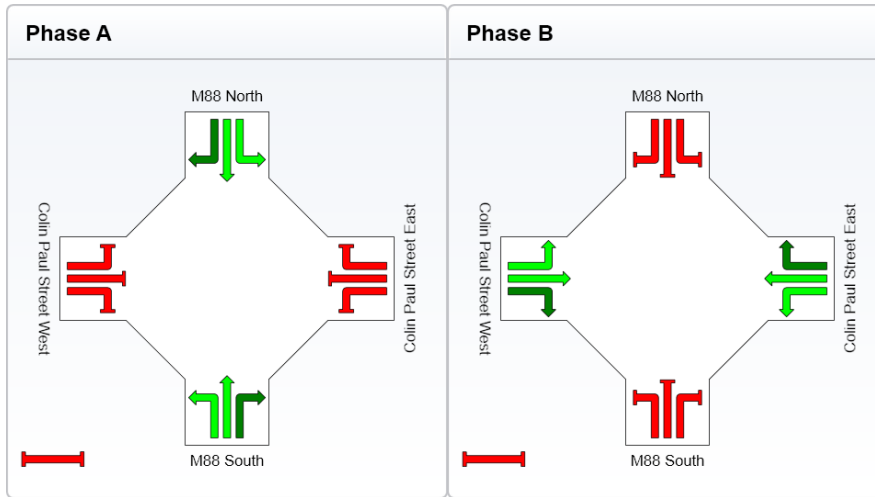 Phase A
M88 North
Colin Paul Street West
Colin Paul Street East
M88 South
Phase B
M88 North
Colin Paul Street West
Colin Paul Street East
M88 South